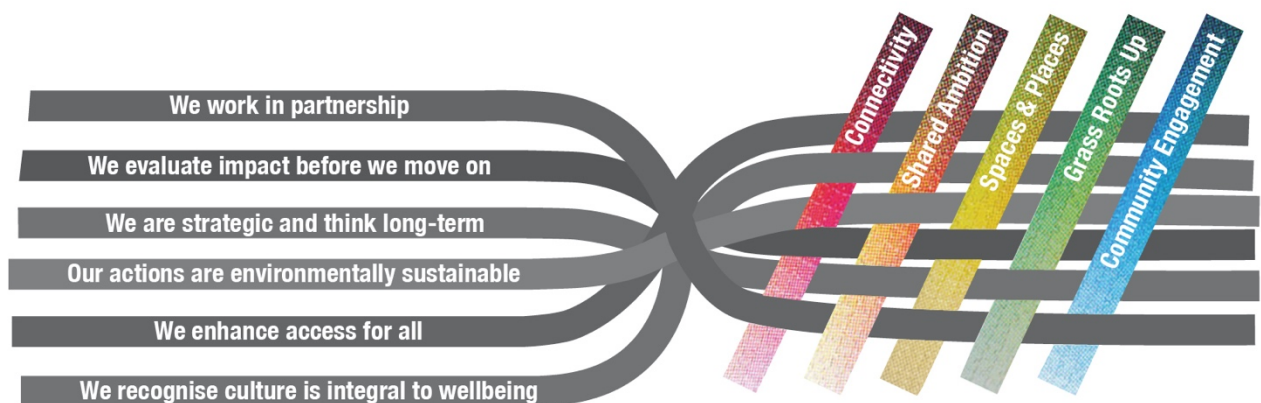 We work in partnership
We evaluate impact before we move on
We are strategic and think long-term
Our actions are environmentally sustainable
We enhance access for all
We recognise culture is integral to wellbeing
Connectivity
Shared Ambition
Spaces & Places
Grass Roots Up
Community Engagement